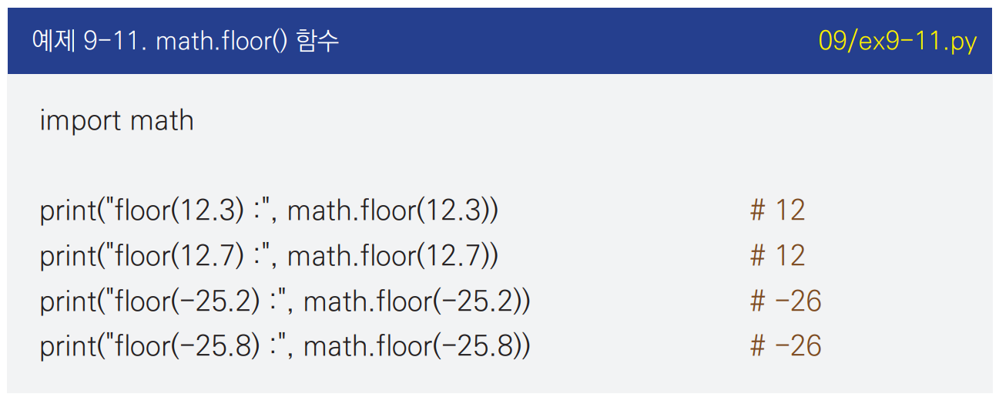 예제 9-11. math.floor() 함수 09/ex9-11.py
import math
print("floor(12.3) :", math.floor(12.3)) # 12
print("floor(12.7) :", math.floor(12.7)) # 12
print("floor(-25.2) :", math.floor(-25.2)) # -26
print("floor(-25.8) :", math.floor(-25.8)) # -26